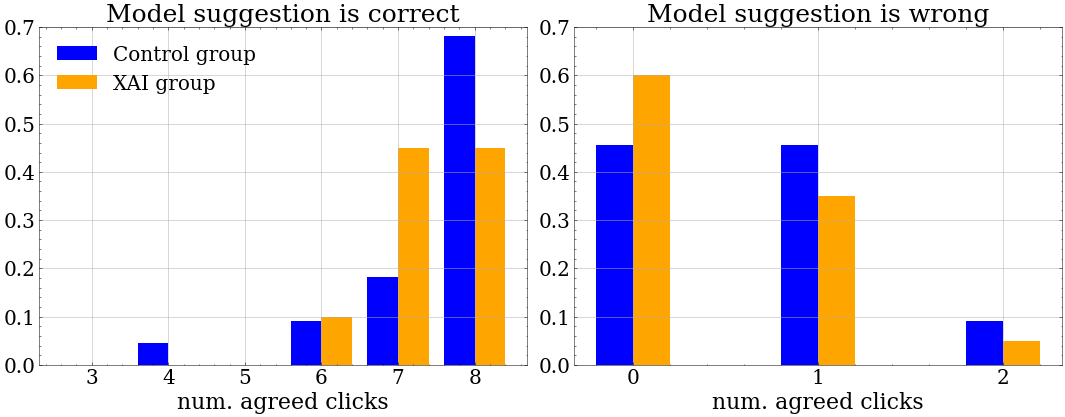 Model suggestion is correct
0.7
0.6
0.5
0.4
0.3
0.2
0.1
0.0
Control group
XAI group
3 4 5 6 7 8
num. agreed clicks
Model suggestion is wrong
0.7
0.6
0.5
0.4
0.3
0.2
0.1
0.0
0 1 2
num. agreed clicks